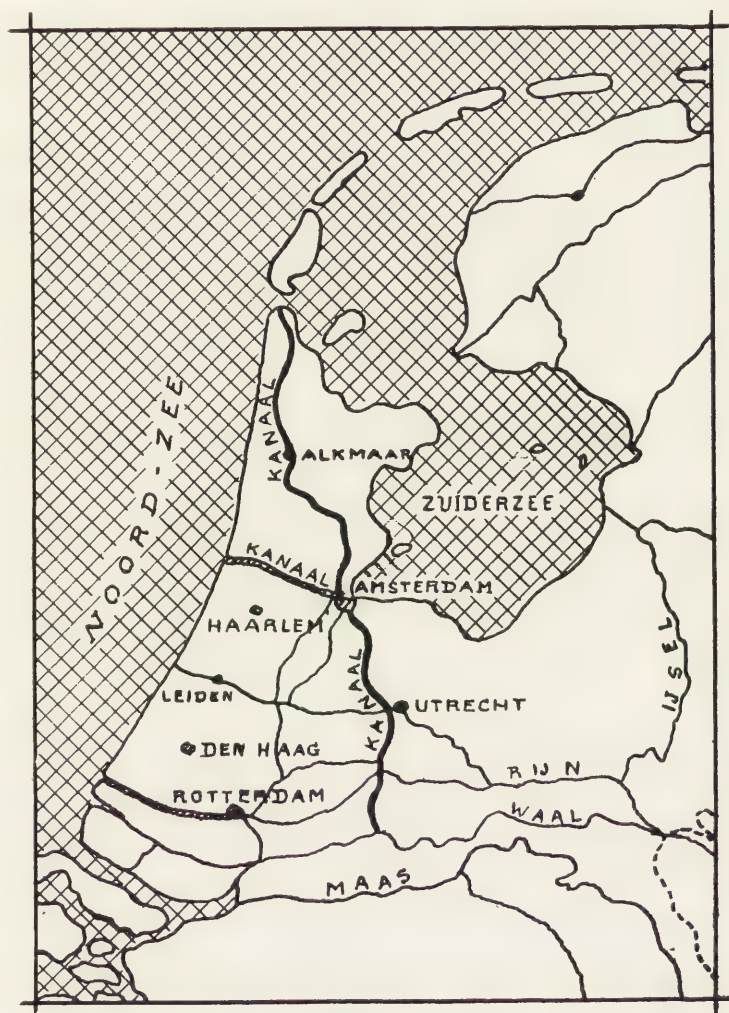 NOORD-ZEE
KANAAL
ALKMAAR
ZUIDERZEE
KANAAL
AMSTERDAM
HAARLEM
KANAAL
IJSEL
LEIDEN
UTRECHT
DEN HAAG
RIJN
ROTTERDAM
WAAL
MAAS